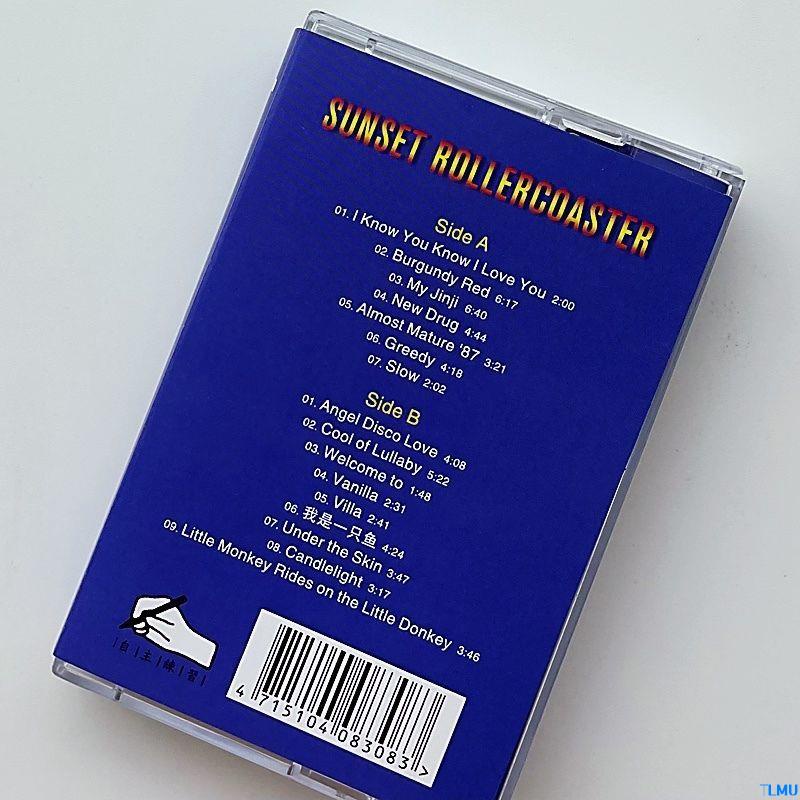 SUNSET ROLLERCOASTER
Side A
01. I Know You Know I Love You 2:00
02. Burgundy Red 6:17
03. My Jinji 6:40
04. New Drug 4:44
05. Almost Mature '87 3:21
06. Greedy 4:18
07. Slow 2:02
Side B
01. Angel Disco Love 4:08
02. Cool of Lullaby 5:22
03. Welcome to 1:48
04. Vanilla 2:31
05. Villa 2:41
06. 我是一只鱼 4:24
07. Under the Skin 3:47
08. Candlelight 3:17
09. Little Monkey Rides on the Little Donkey 3:46
|自|主|練|習|
4 715104 083083 >
TLMU